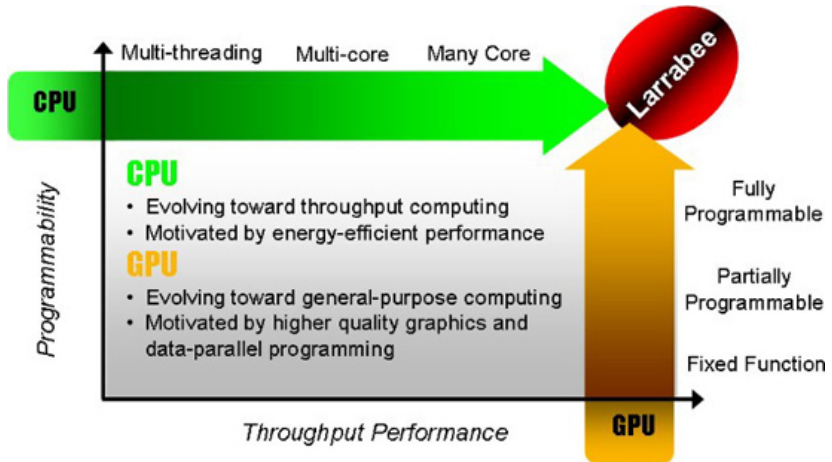 Multi-threading
Multi-core
Many Core
Larrabee
CPU
CPU
• Evolving toward throughput computing
• Motivated by energy-efficient performance
GPU
• Evolving toward general-purpose computing
• Motivated by higher quality graphics and
data-parallel programming
Programmability
Fully
Programmable
Partially
Programmable
Fixed Function
Throughput Performance
GPU